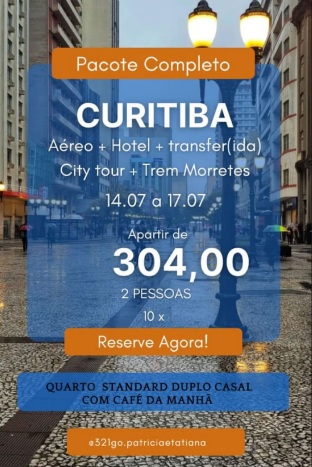 Pacote Completo
CURITIBA
Aéreo + Hotel + transfer(ida)
City tour + Trem Morretes
14.07 a 17.07
Apartir de
304,00
2 PESSOAS
10 x
Reserve Agora!
QUARTO STANDARD DUPLO CASAL
COM CAFÉ DA MANHÃ
e321go.patriciaetatiana